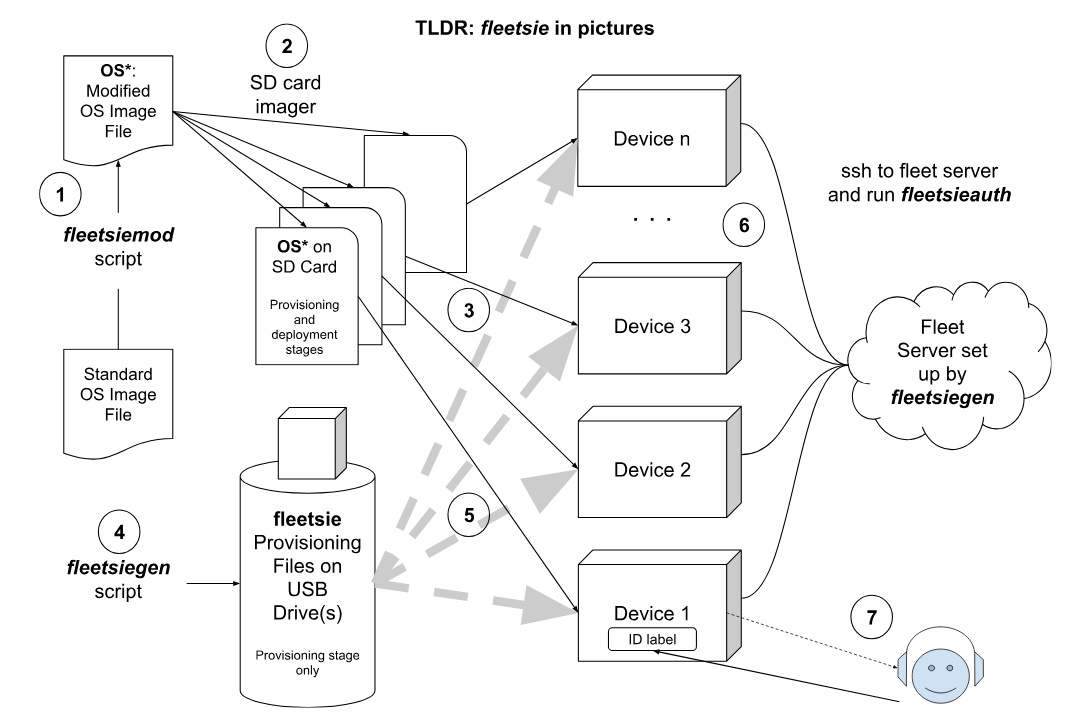 TLDR: fleetsie in pictures
2
SD card
imager
OS*:
Modified
OS Image
File
1
fleetsiemod
script
Standard
OS Image
File
OS* on
SD Card
Provisioning
and
deployment
stages
3
4
fleetsiegen
script
fleetsie
Provisioning
Files on
USB
Drive(s)
Provisioning stage
only
5
Device n
. . .
Device 3
Device 2
Device 1
ID label
6
ssh to fleet server
and run fleetsieauth
Fleet
Server set
up by
fleetsiegen
7